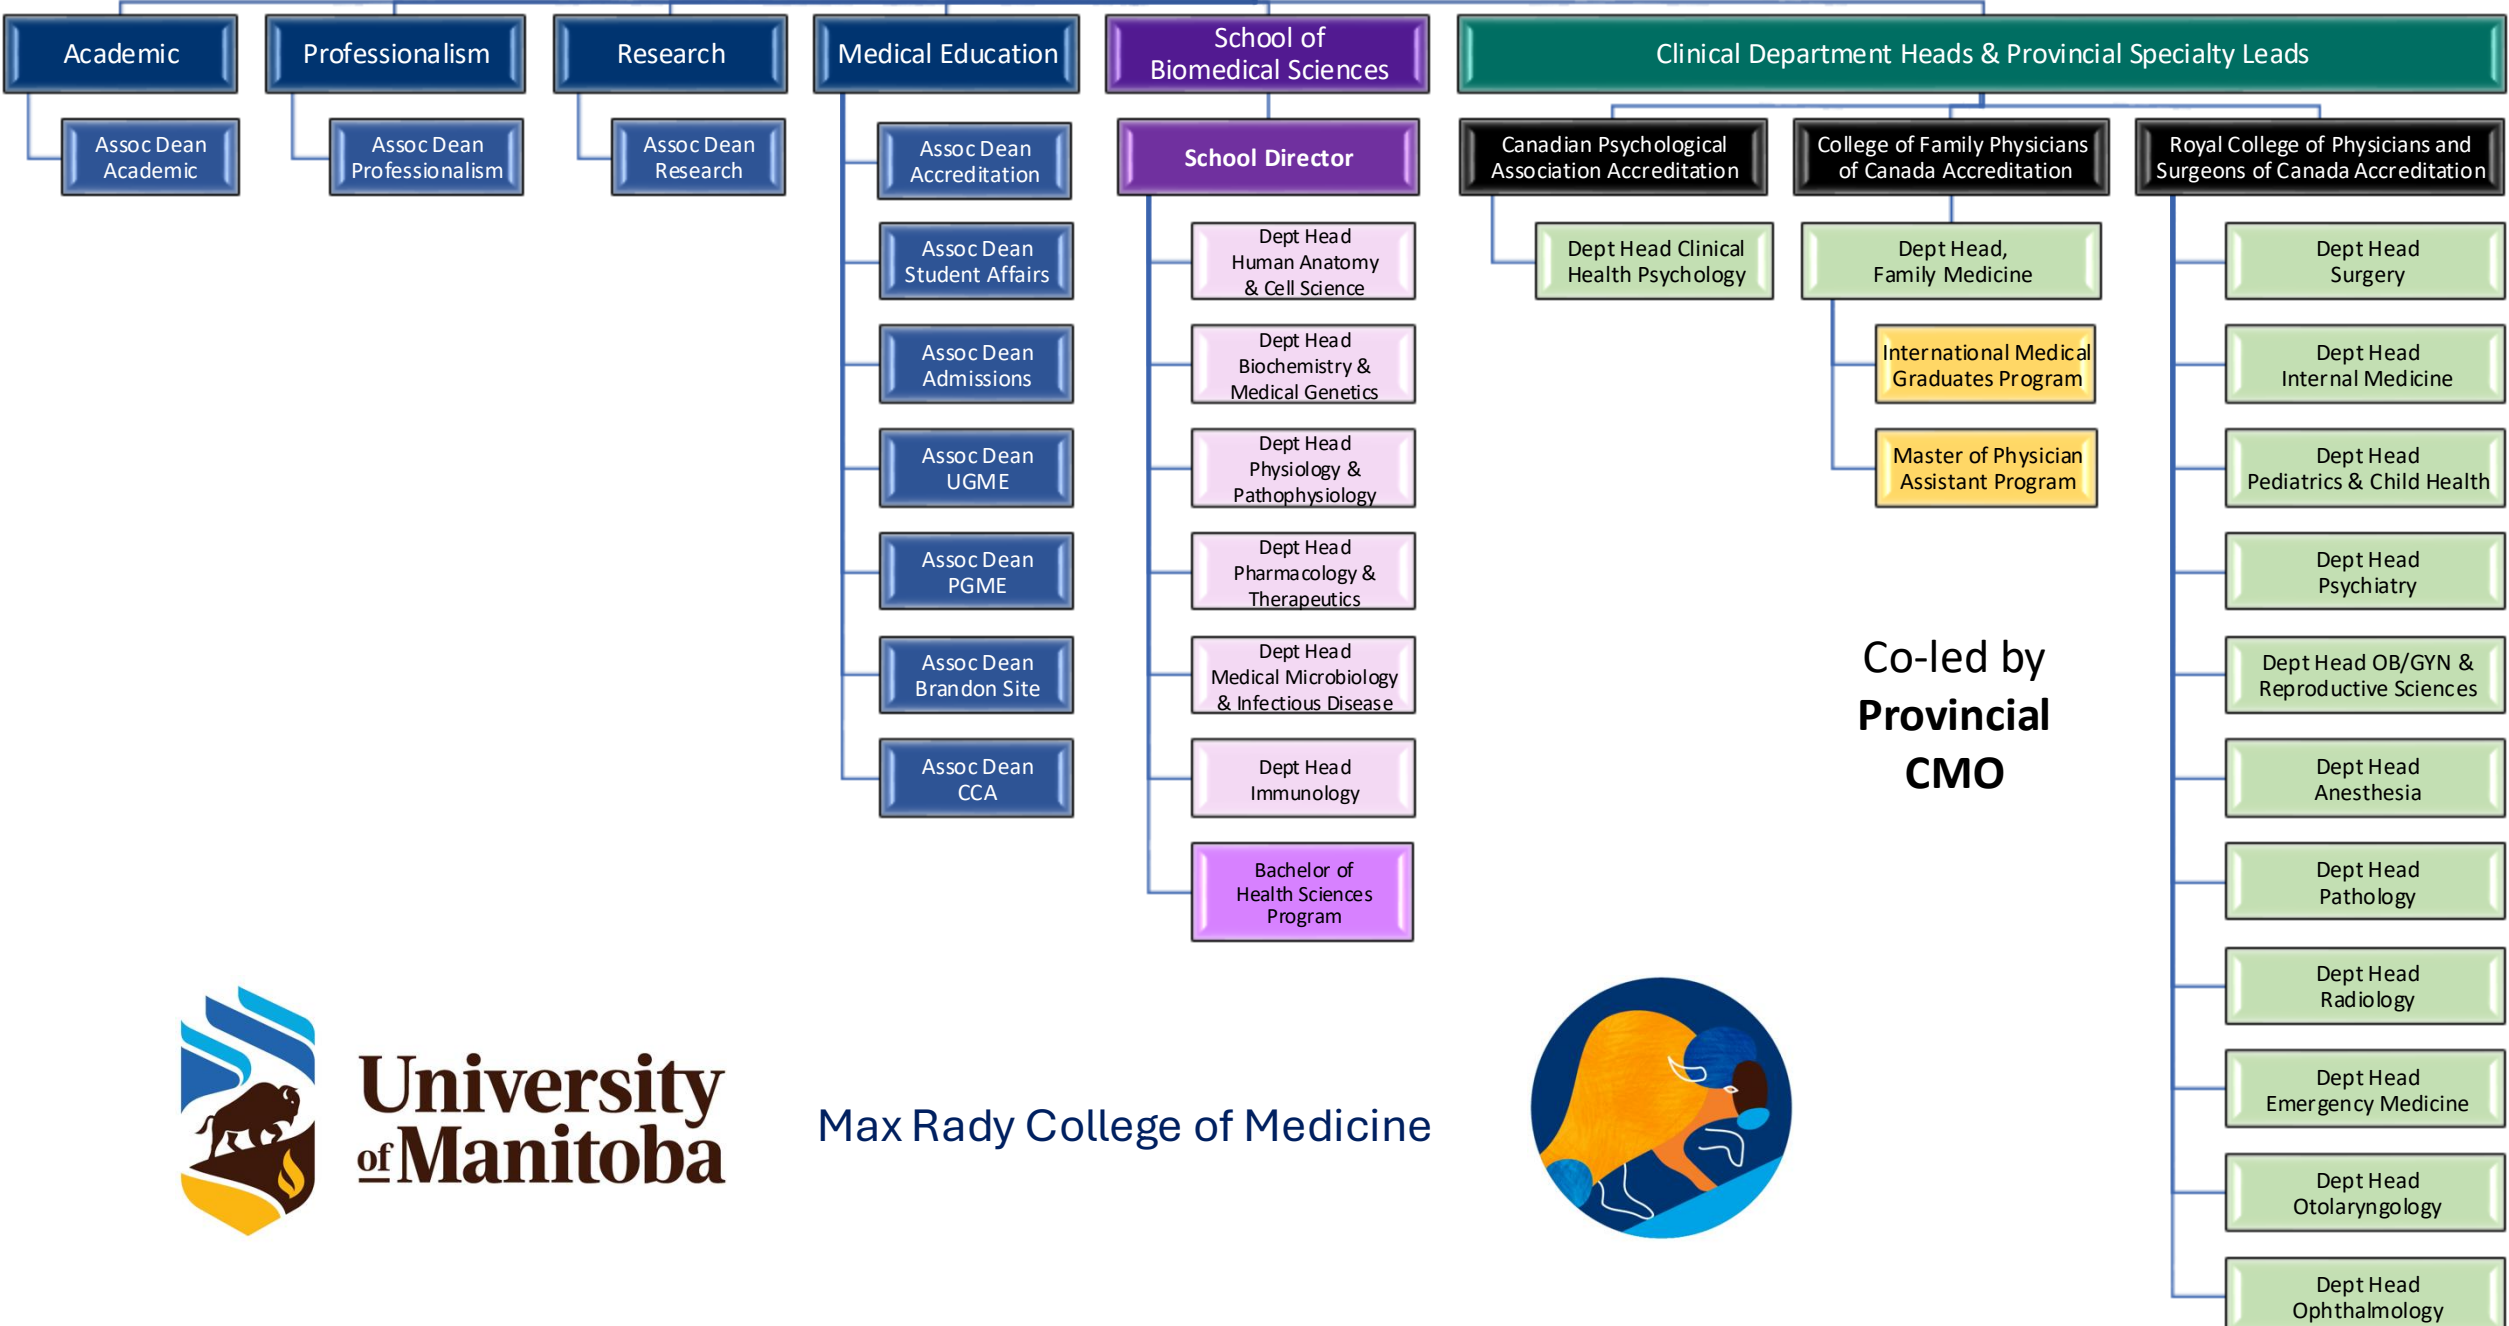 Academic
Professionalism
Research
Medical Education
School of
Biomedical Sciences
Clinical Department Heads & Provincial Specialty Leads
Assoc Dean
Academic
Assoc Dean
Professionalism
Assoc Dean
Research
Assoc Dean
Accreditation
Assoc Dean
Student Affairs
Assoc Dean
Admissions
Assoc Dean
UGME
Assoc Dean
PGME
Assoc Dean
Brandon Site
Assoc Dean
CCA
School Director
Dept Head
Human Anatomy
& Cell Science
Dept Head
Biochemistry &
Medical Genetics
Dept Head
Physiology &
Pathophysiology
Dept Head
Pharmacology &
Therapeutics
Dept Head
Medical Microbiology
& Infectious Disease
Dept Head
Immunology
Bachelor of
Health Sciences
Program
Canadian Psychological
Association Accreditation
Dept Head Clinical
Health Psychology
College of Family Physicians
of Canada Accreditation
Dept Head,
Family Medicine
International Medical
Graduates Program
Master of Physician
Assistant Program
Co-led by
Provincial
CMO
Royal College of Physicians and
Surgeons of Canada Accreditation
Dept Head
Surgery
Dept Head
Internal Medicine
Dept Head
Pediatrics & Child Health
Dept Head
Psychiatry
Dept Head OB/GYN &
Reproductive Sciences
Dept Head
Anesthesia
Dept Head
Pathology
Dept Head
Radiology
Dept Head
Emergency Medicine
Dept Head
Otolaryngology
Dept Head
Ophthalmology
University
of Manitoba
Max Rady College of Medicine